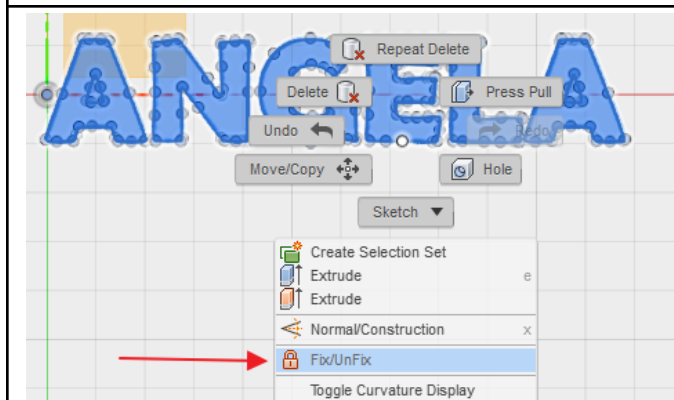 ANGELA
Repeat Delete
Delete
Press Pull
Undo
Redo
Move/Copy
Hole
Sketch
Create Selection Set
Extrude e
Extrude
Normal/Construction x
Fix/UnFix
Toggle Curvature Display